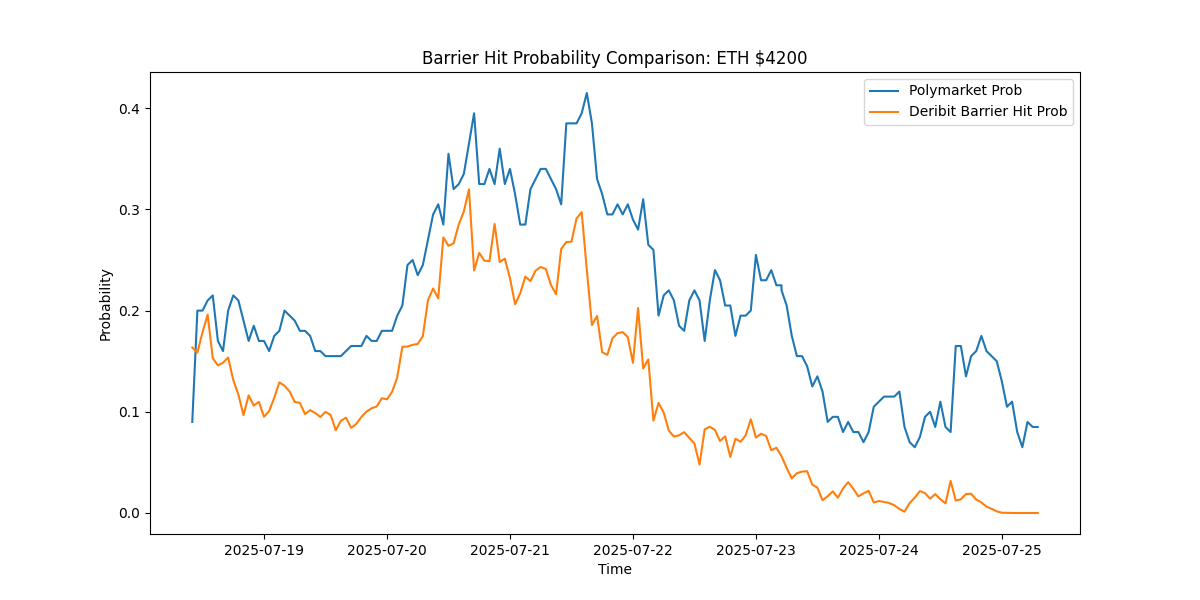 Barrier Hit Probability Comparison: ETH $4200
Polymarket Prob
Deribit Barrier Hit Prob
Probability
0.4
0.3
0.2
0.1
0.0
2025-07-19 2025-07-20 2025-07-21 2025-07-22 2025-07-23 2025-07-24 2025-07-25
Time